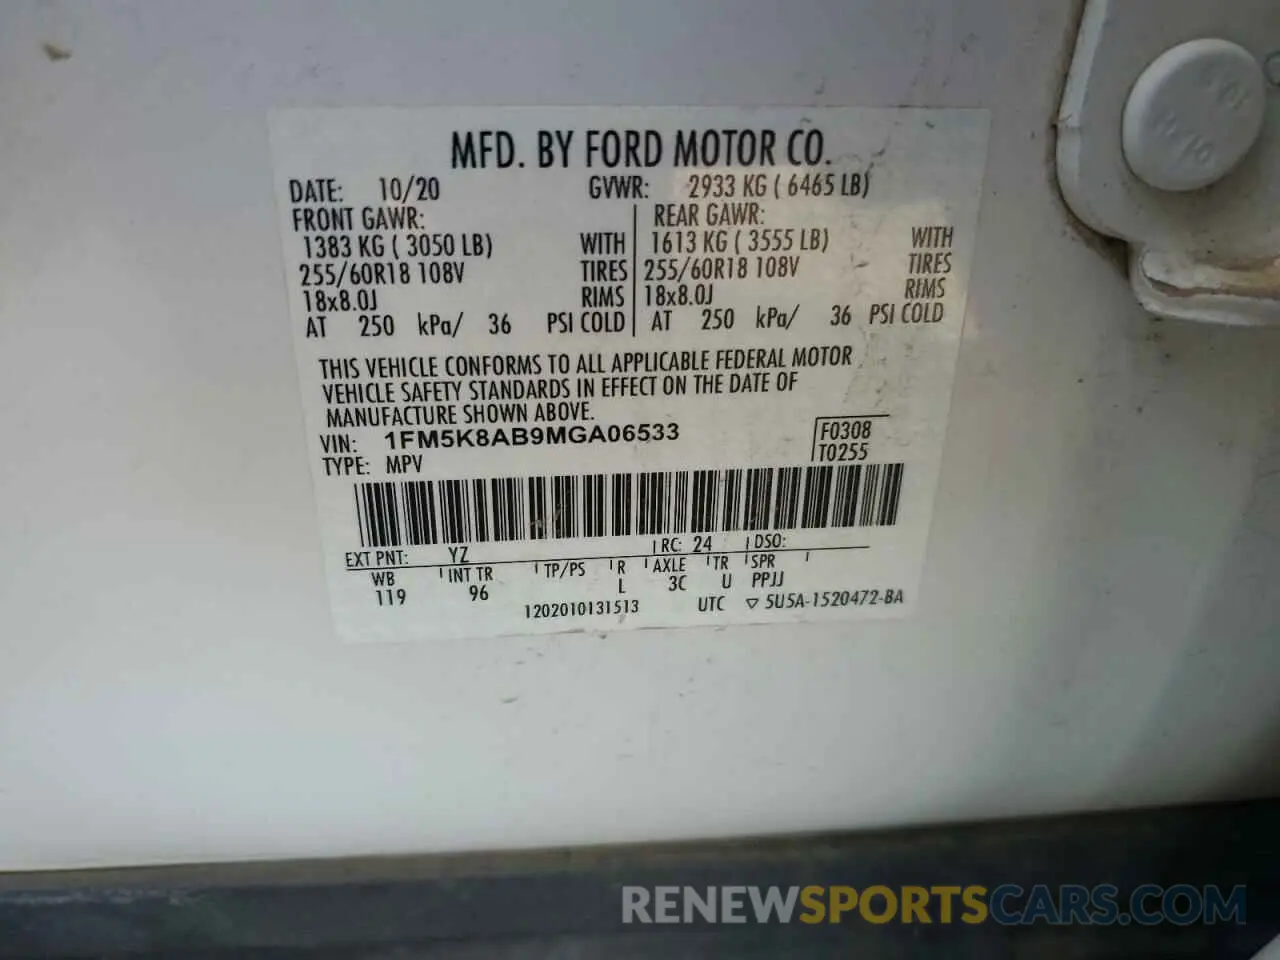 MFD. BY FORD MOTOR CO.
DATE: 10/20 GVWR: 2933 KG ( 6465 LB)
FRONT GAWR: REAR GAWR:
1383 KG ( 3050 LB) WITH 1613 KG ( 3555 LB) WITH
255/60R18 108V TIRES 255/60R18 108V TIRES
18x8.0J RIMS 18x8.0J RIMS
AT 250 kPa/ 36 PSI COLD AT 250 kPa/ 36 PSI COLD
THIS VEHICLE CONFORMS TO ALL APPLICABLE FEDERAL MOTOR
VEHICLE SAFETY STANDARDS IN EFFECT ON THE DATE OF
MANUFACTURE SHOWN ABOVE.
VIN: 1FM5K8AB9MGA06533 F0308
TYPE: MPV T0255
EXT PNT: YZ RC: 24 DSO:
WB INT TR TP/PS R AXLE TR SPR
119 96 L 3C U PPJJ
1202010131513 UTC ▽ 5U5A-1520472-BA
RENEWSPORTSCARS.COM